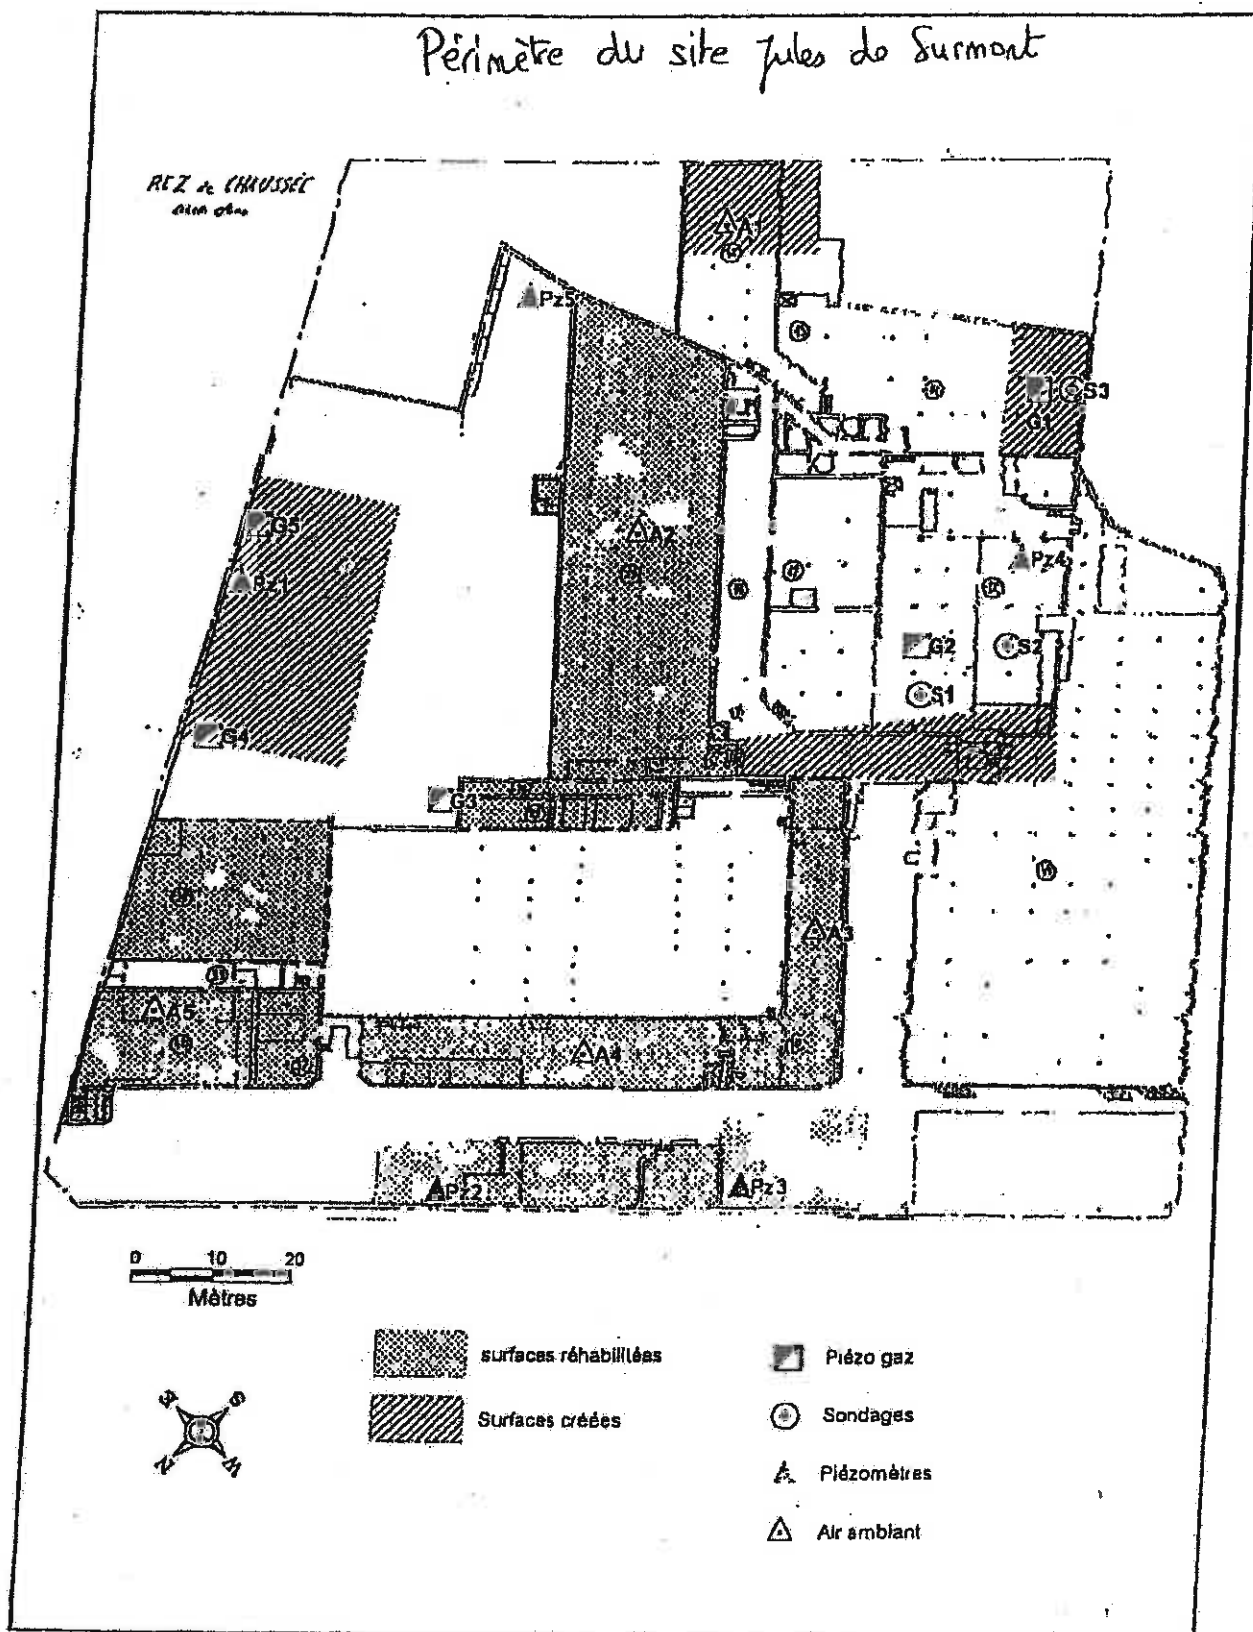 Périmètre du site Jules de Surmont
REZ de CHAUSSÉE
A1
Pz5
S3
G1
G5
A2
Pz4
Pz1
G2
S2
S1
G4
G3
A3
A5
A4
Pz2
Pz3
0 10 20
Mètres
surfaces réhabilitées
Piézo gaz
Surfaces créées
Sondages
E S
N W
Piézomètres
Air ambiant